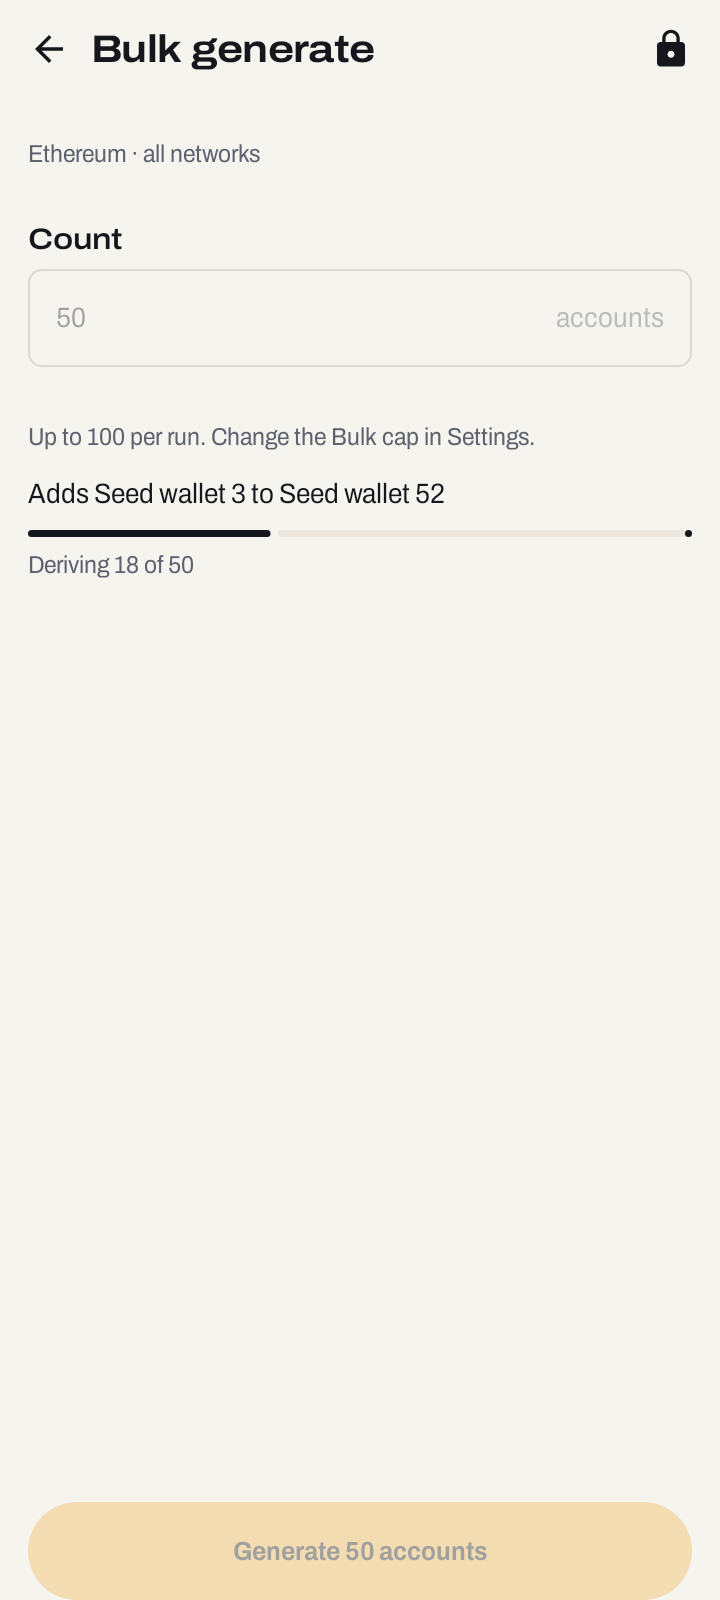 Bulk generate
Ethereum · all networks
Count
50 accounts
Up to 100 per run. Change the Bulk cap in Settings.
Adds Seed wallet 3 to Seed wallet 52
Deriving 18 of 50
Generate 50 accounts